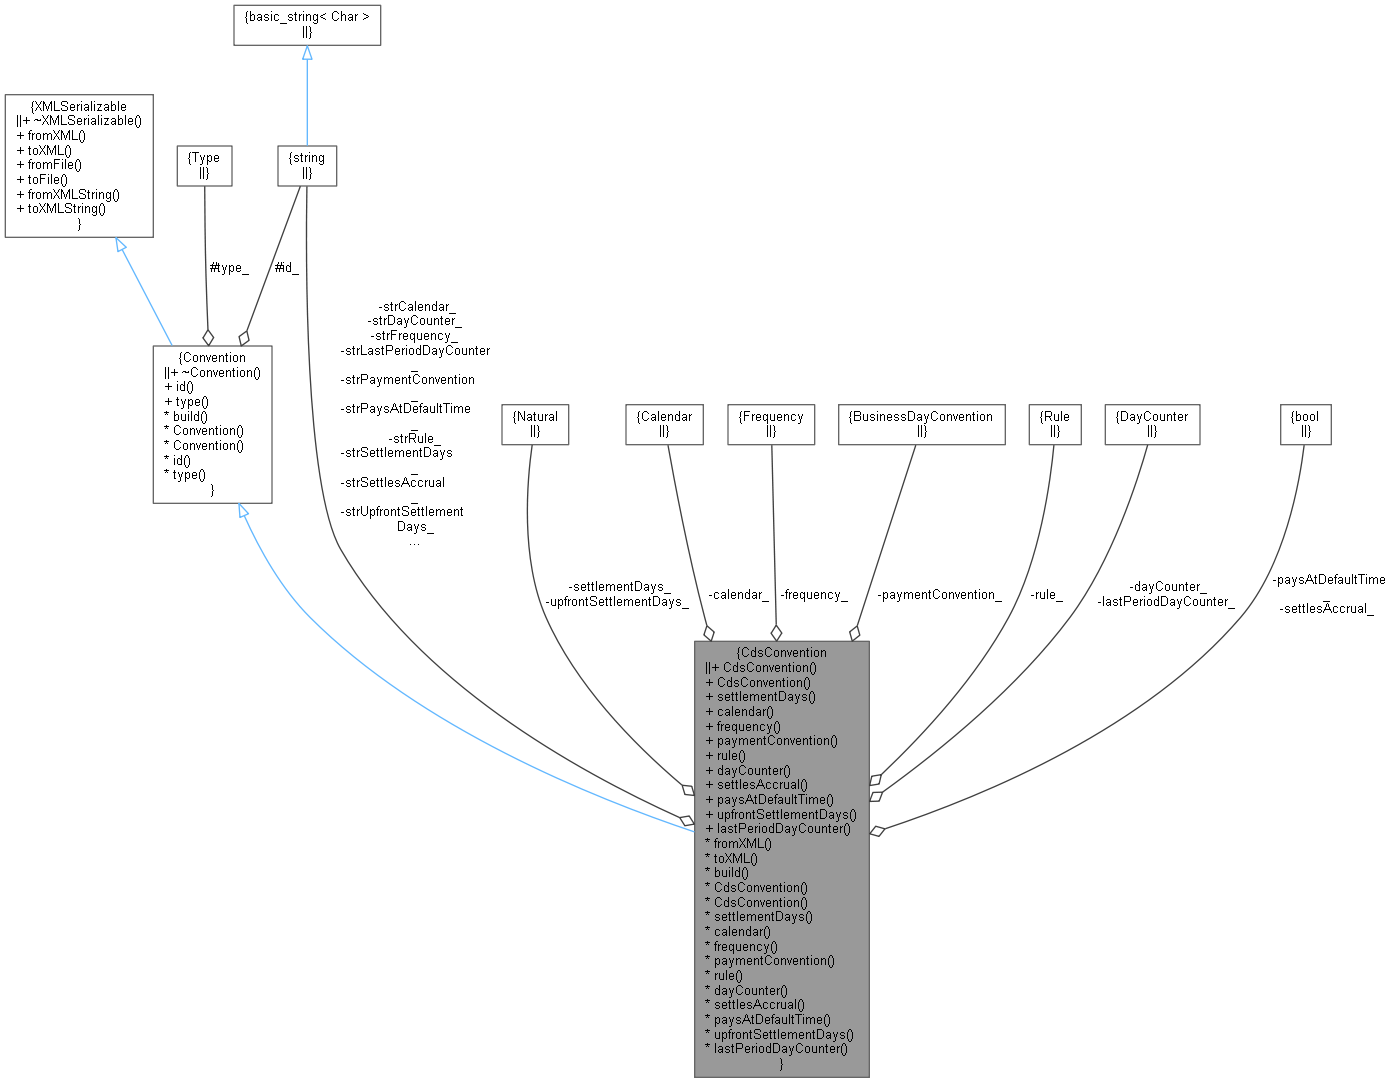 {basic_string< Char >
||}
{XMLSerializable
||+ ~XMLSerializable()
+ fromXML()
+ toXML()
+ fromFile()
+ toFile()
+ fromXMLString()
+ toXMLString()
}
{Type
||}
{string
||}
#type_
#id_
{Convention
||+ ~Convention()
+ id()
+ type()
* build()
* Convention()
* Convention()
* id()
* type()
}
-strCalendar_
-strDayCounter_
-strFrequency_
-strLastPeriodDayCounter
_
-strPaymentConvention
_
-strPaysAtDefaultTime
_
-strRule_
-strSettlementDays
_
-strSettlesAccrual
_
-strUpfrontSettlement
Days_
...
{Natural
||}
{Calendar
||}
{Frequency
||}
{BusinessDayConvention
||}
{Rule
||}
{DayCounter
||}
{bool
||}
-settlementDays_
-upfrontSettlementDays_
-calendar_
-frequency_
-paymentConvention_
-rule_
-dayCounter_
-lastPeriodDayCounter_
-paysAtDefaultTime
_
-settlesAccrual_
{CdsConvention
||+ CdsConvention()
+ CdsConvention()
+ settlementDays()
+ calendar()
+ frequency()
+ paymentConvention()
+ rule()
+ dayCounter()
+ settlesAccrual()
+ paysAtDefaultTime()
+ upfrontSettlementDays()
+ lastPeriodDayCounter()
* fromXML()
* toXML()
* build()
* CdsConvention()
* CdsConvention()
* settlementDays()
* calendar()
* frequency()
* paymentConvention()
* rule()
* dayCounter()
* settlesAccrual()
* paysAtDefaultTime()
* upfrontSettlementDays()
* lastPeriodDayCounter()
}